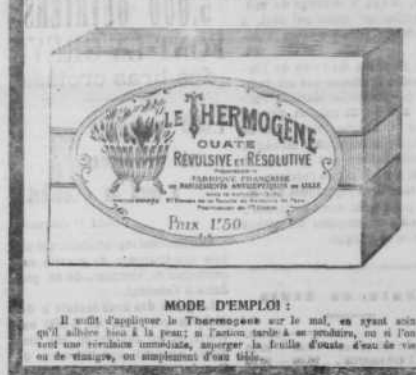 LE THERMOGÈNE
OUATE
RÉVULSIVE ET RÉSOLUTIVE
FABRIQUE FRANÇAISE
DE PANSEMENTS ANTISEPTIQUES DE LILLE
PRIX 1f50
MODE D'EMPLOI :
Il suffit d'appliquer le Thermogène sur le mal, en ayant soin
qu'il adhère bien à la peau; si l'action tarde à se produire, ou si l'on
veut une révulsion immédiate, asperger la feuille d'ouate d'eau de vie
ou de vinaigre, ou simplement d'eau tiède.